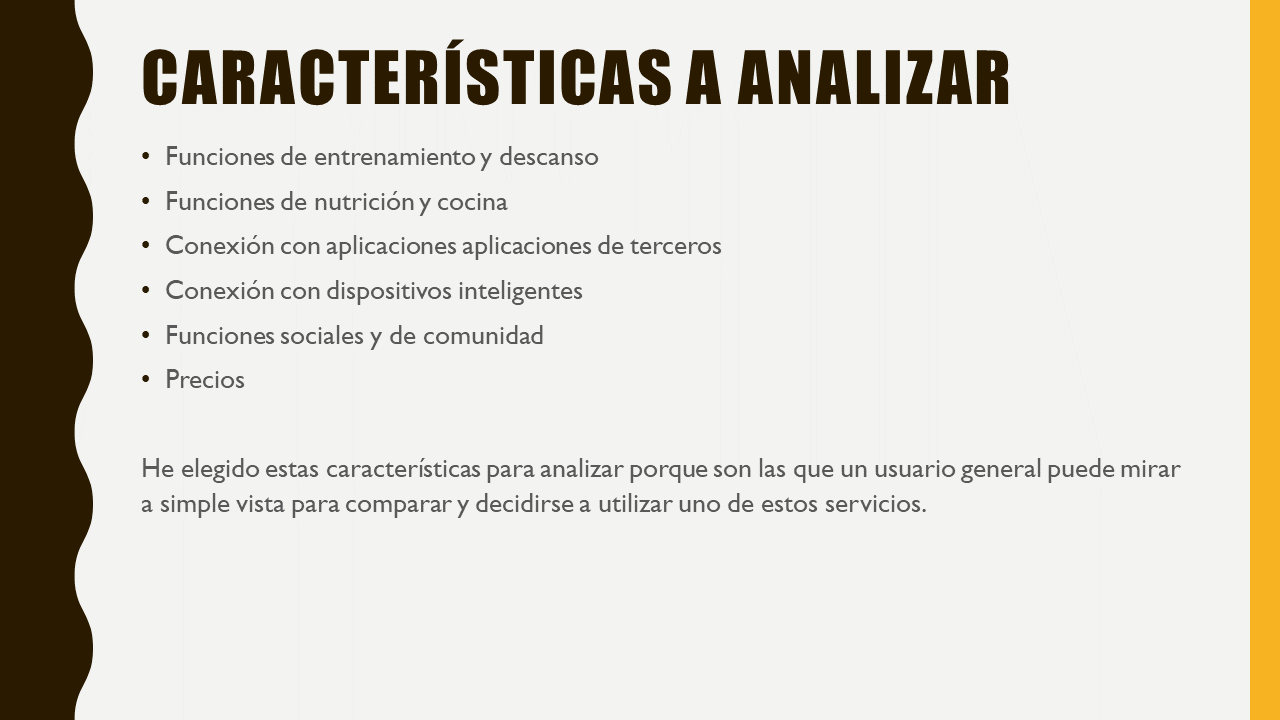 CARACTERÍSTICAS A ANALIZAR
• Funciones de entrenamiento y descanso
• Funciones de nutrición y cocina
• Conexión con aplicaciones aplicaciones de terceros
• Conexión con dispositivos inteligentes
• Funciones sociales y de comunidad
• Precios
He elegido estas características para analizar porque son las que un usuario general puede mirar
a simple vista para comparar y decidirse a utilizar uno de estos servicios.